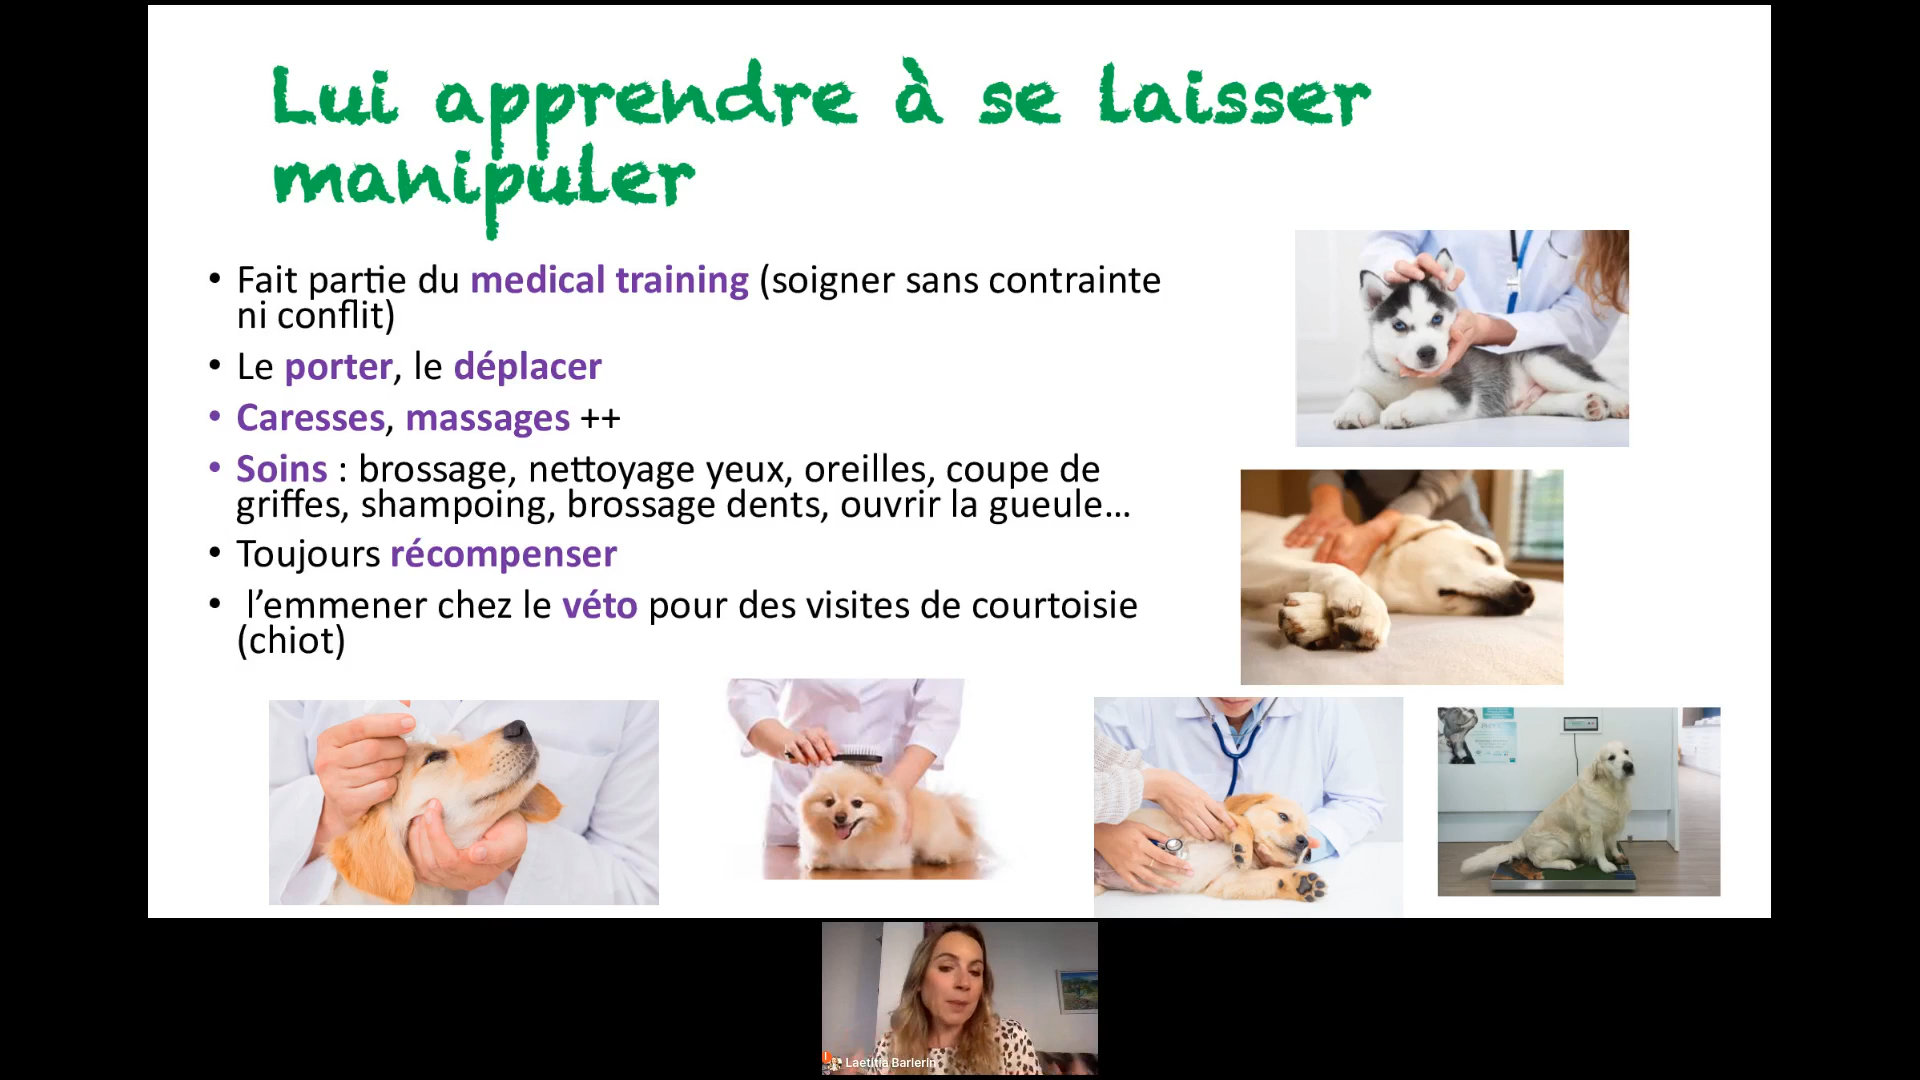 Lui apprendre à se laisser
manipuler
• Fait partie du medical training (soigner sans contrainte
ni conflit)
• Le porter, le déplacer
• Caresses, massages ++
• Soins : brossage, nettoyage yeux, oreilles, coupe de
griffes, shampoing, brossage dents, ouvrir la gueule…
• Toujours récompenser
• l’emmener chez le véto pour des visites de courtoisie
(chiot)
Laetitia Barlerin